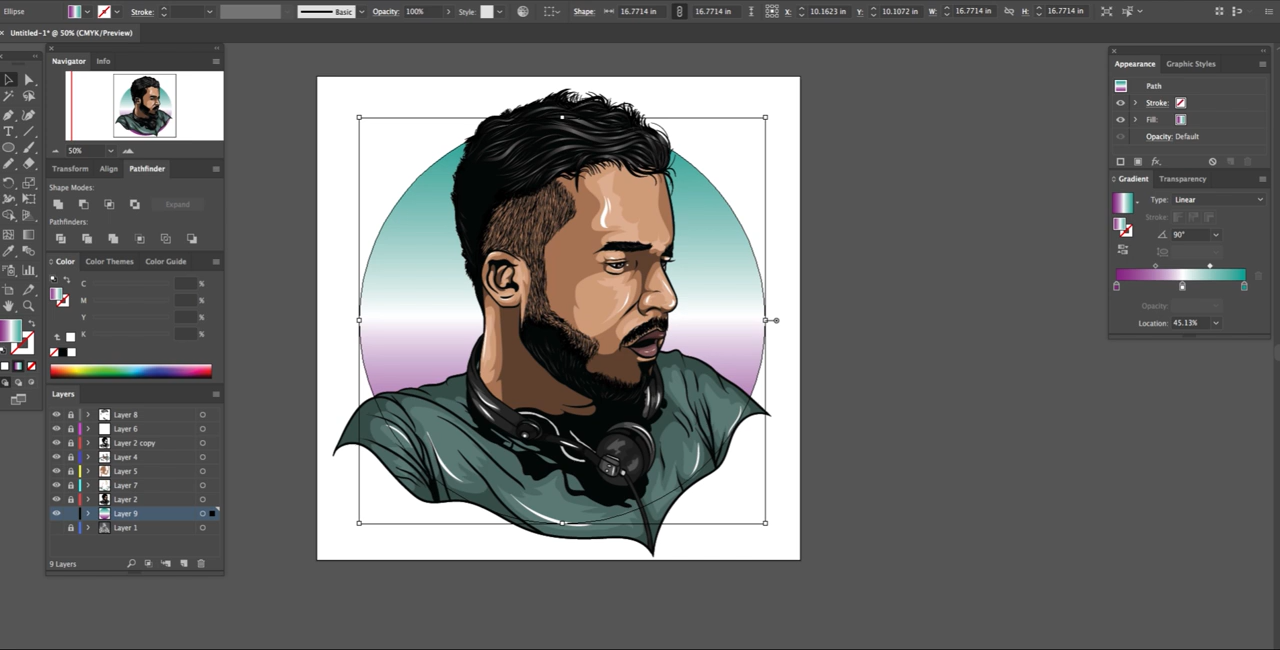 Ellipse Stroke: Basic Opacity: 100% Style: Shape: 16.7714 in 16.7714 in X: 10.1623 in Y: 10.1072 in W: 16.7714 in H: 16.7714 in
Untitled-1* @ 50% (CMYK/Preview)
Navigator Info
50%
Transform Align Pathfinder
Shape Modes:
Expand
Pathfinders:
Color Color Themes Color Guide
C %
M %
Y %
K %
Layers
Layer 8
Layer 6
Layer 2 copy
Layer 4
Layer 5
Layer 7
Layer 2
Layer 9
Layer 1
9 Layers
Appearance Graphic Styles
Path
Stroke:
Fill:
Opacity: Default
fx
Gradient Transparency
Type: Linear
Stroke:
90°
Opacity:
Location: 45.13%